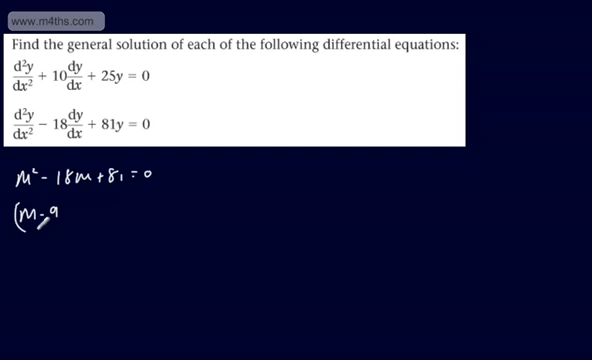 www.m4ths.com
Find the general solution of each of the following differential equations:
d²y/dx² + 10 dy/dx + 25y = 0
d²y/dx² − 18 dy/dx + 81y = 0
m² - 18m + 81 = 0
(m - 9